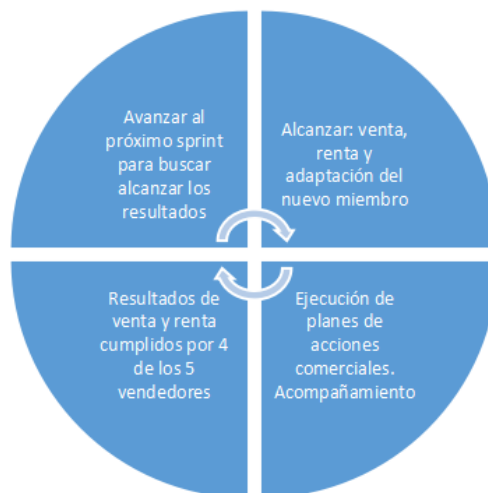 Avanzar al
próximo sprint
para buscar
alcanzar los
resultados
Alcanzar: venta,
renta y
adaptación del
nuevo miembro
Resultados de
venta y renta
cumplidos por 4
de los 5
vendedores
Ejecución de
planes de
acciones
comerciales.
Acompañamiento